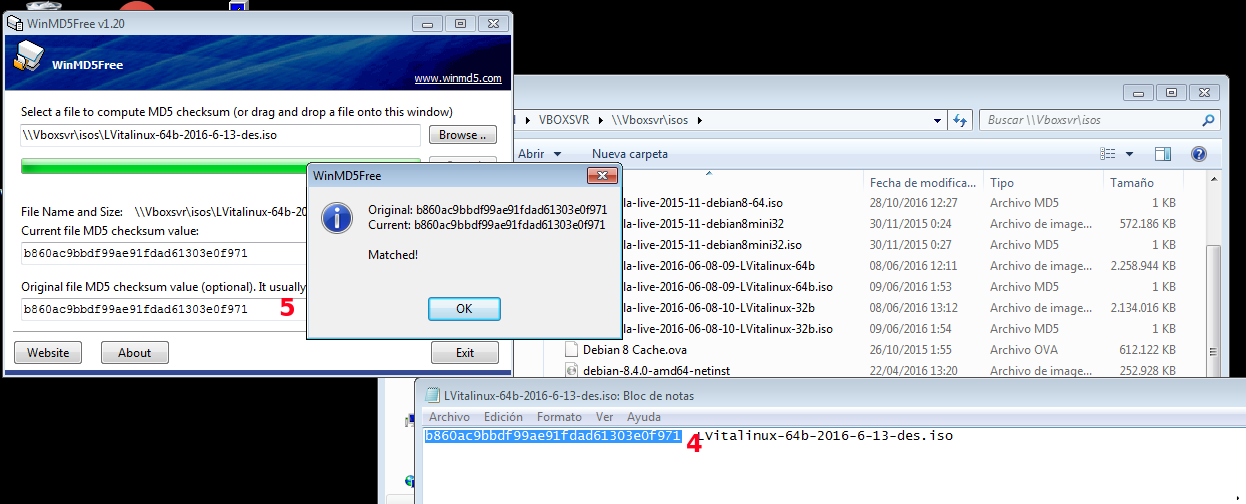 WinMD5Free v1.20
WinMD5Free
www.winmd5.com
Select a file to compute MD5 checksum (or drag and drop a file onto this window)
\\Vboxsvr\isos\LVitalinux-64b-2016-6-13-des.iso
Browse ..
File Name and Size: \\Vboxsvr\isos\LVitalinux-64b-20
Current file MD5 checksum value:
b860ac9bbdf99ae91fdad61303e0f971
Original file MD5 checksum value (optional). It usually
b860ac9bbdf99ae91fdad61303e0f971
5
Website
About
Exit
WinMD5Free
Original: b860ac9bbdf99ae91fdad61303e0f971
Current: b860ac9bbdf99ae91fdad61303e0f971
Matched!
OK
VBOXSVR
\\Vboxsvr\isos
Buscar \\Vboxsvr\isos
Abrir
Nueva carpeta
Fecha de modifica... Tipo Tamaño
la-live-2015-11-debian8-64.iso 28/10/2016 12:27 Archivo MD5 1 KB
la-live-2015-11-debian8mini32 30/11/2015 0:24 Archivo de image... 572.186 KB
la-live-2015-11-debian8mini32.iso 30/11/2015 0:27 Archivo MD5 1 KB
la-live-2016-06-08-09-LVitalinux-64b 08/06/2016 12:11 Archivo de image... 2.258.944 KB
la-live-2016-06-08-09-LVitalinux-64b.iso 09/06/2016 1:53 Archivo MD5 1 KB
la-live-2016-06-08-10-LVitalinux-32b 08/06/2016 13:12 Archivo de image... 2.134.016 KB
la-live-2016-06-08-10-LVitalinux-32b.iso 09/06/2016 1:54 Archivo MD5 1 KB
Debian 8 Cache.ova 26/10/2015 1:55 Archivo OVA 612.122 KB
debian-8.4.0-amd64-netinst 22/04/2016 13:20 Archivo de image... 252.928 KB
LVitalinux-64b-2016-6-13-des.iso: Bloc de notas
Archivo Edición Formato Ver Ayuda
b860ac9bbdf99ae91fdad61303e0f971 LVitalinux-64b-2016-6-13-des.iso
4